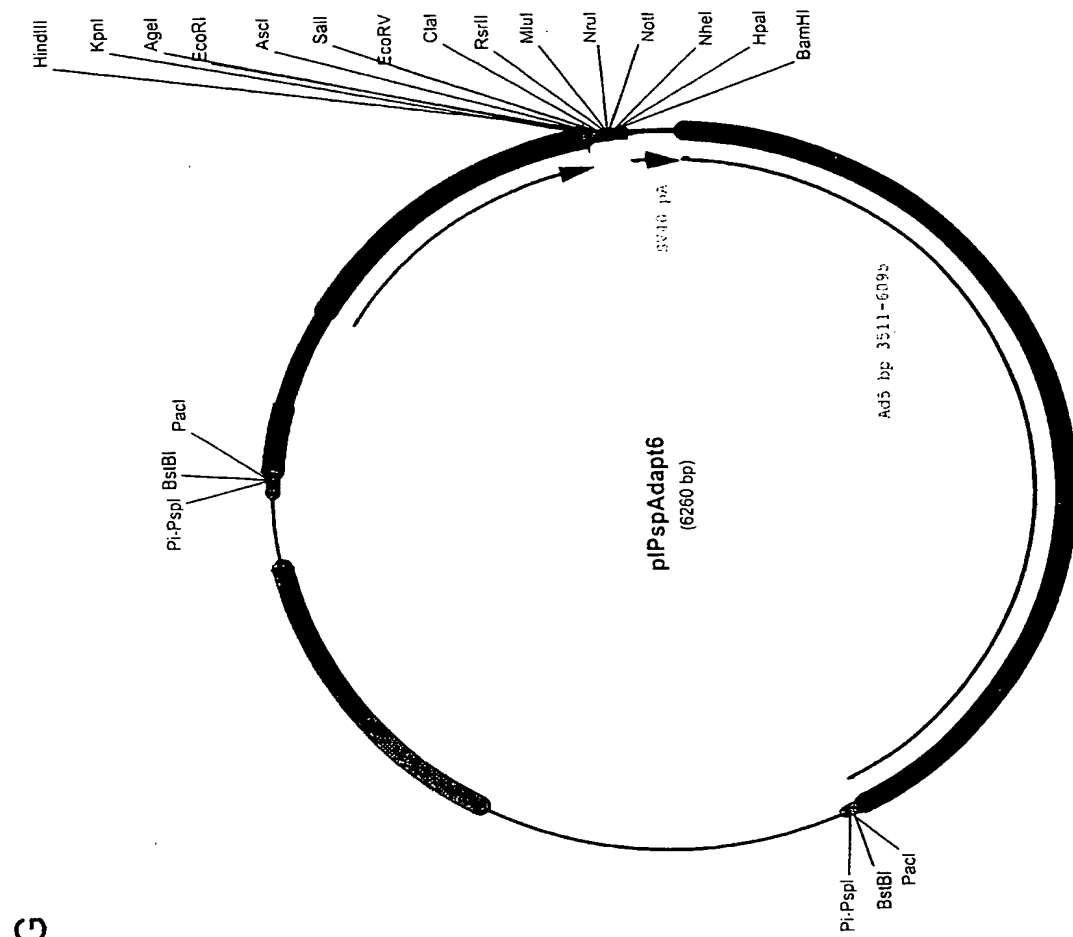 G
HindIII
KpnI
AgeI
EcoRI
AscI
SalI
EcoRV
ClaI
RsrII
MluI
NruI
NotI
NheI
HpaI
BamHI
PacI
BstBI
Pi-PspI
SV40 pA
Ad5 bp 3511-6095
pIPspAdapt6
(6260 bp)
Pi-PspI
BstBI
PacI